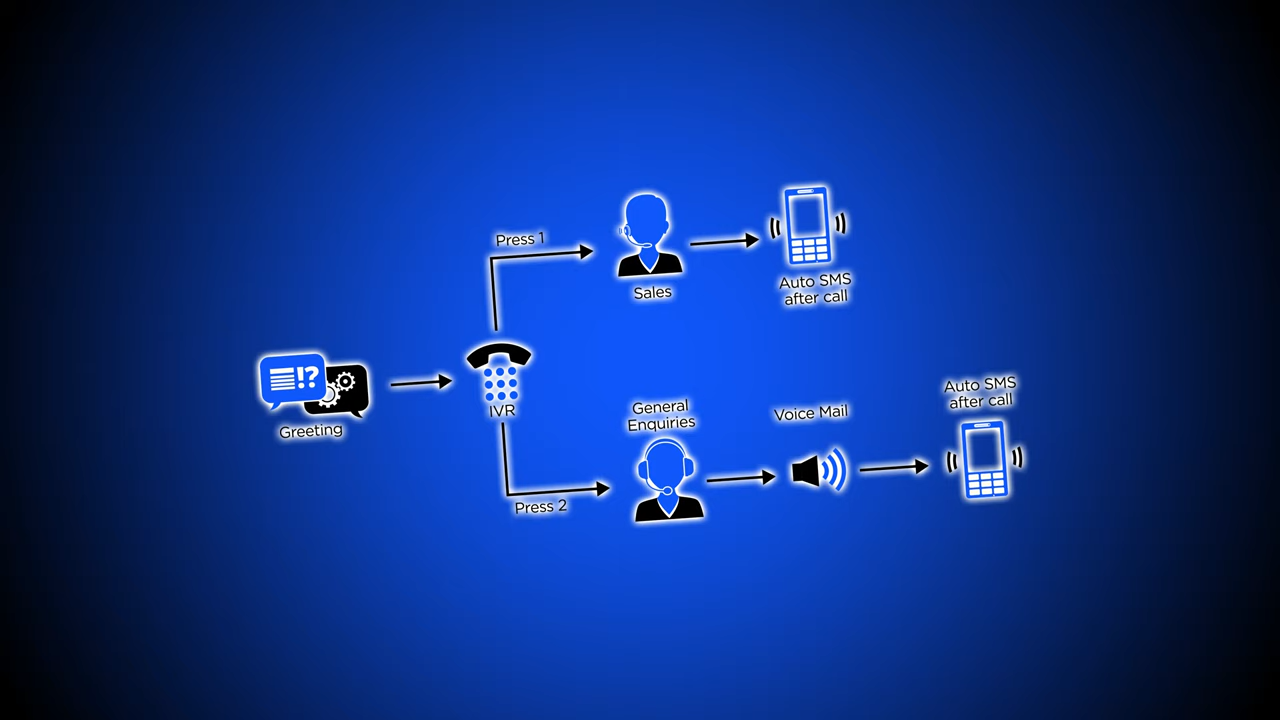 Press 1
Sales
Auto SMS
after call
!?
Greeting
IVR
General
Enquiries
Voice Mail
Auto SMS
after call
Press 2